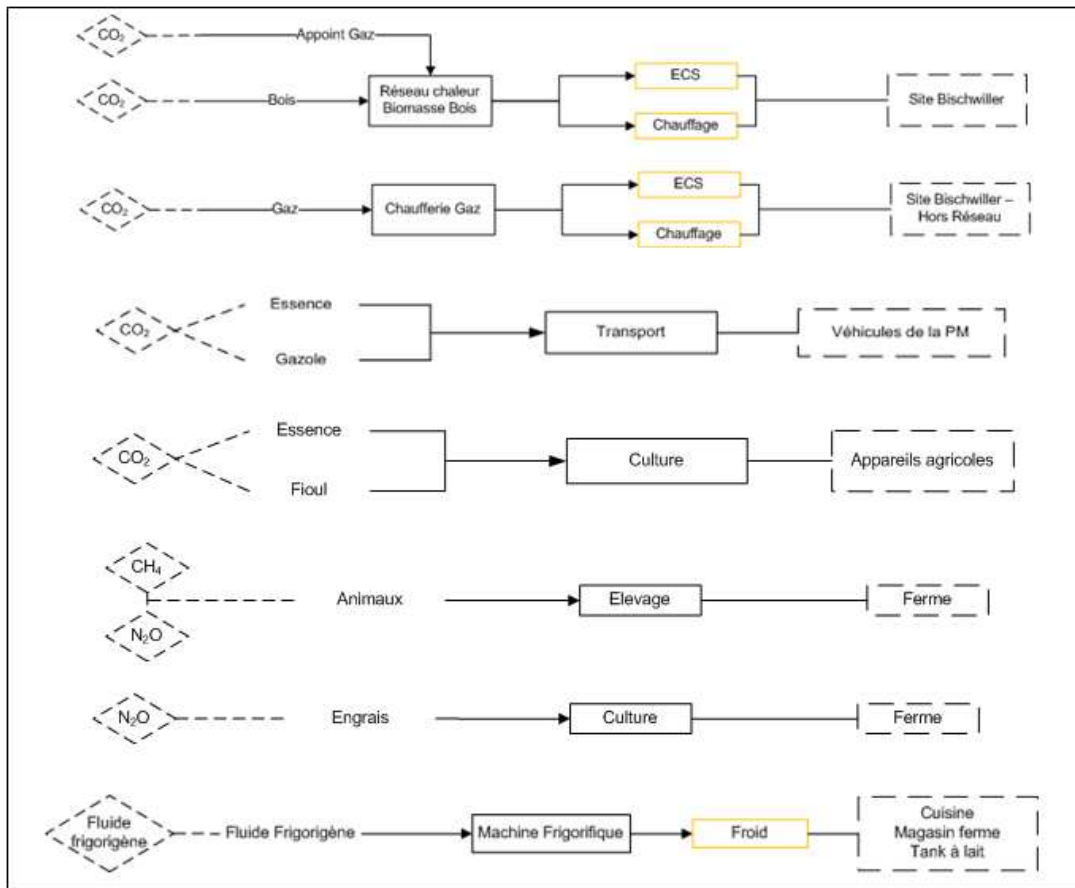 CO₂
Appoint Gaz
CO₂
Bois
Réseau chaleur
Biomasse Bois
ECS
Chauffage
Site Bischwiller
CO₂
Gaz
Chaufferie Gaz
ECS
Chauffage
Site Bischwiller –
Hors Réseau
CO₂
Essence
Gazole
Transport
Véhicules de la PM
CO₂
Essence
Fioul
Culture
Appareils agricoles
CH₄
N₂O
Animaux
Elevage
Ferme
N₂O
Engrais
Culture
Ferme
Fluide
frigorigène
Fluide Frigorigène
Machine Frigorifique
Froid
Cuisine
Magasin ferme
Tank à lait